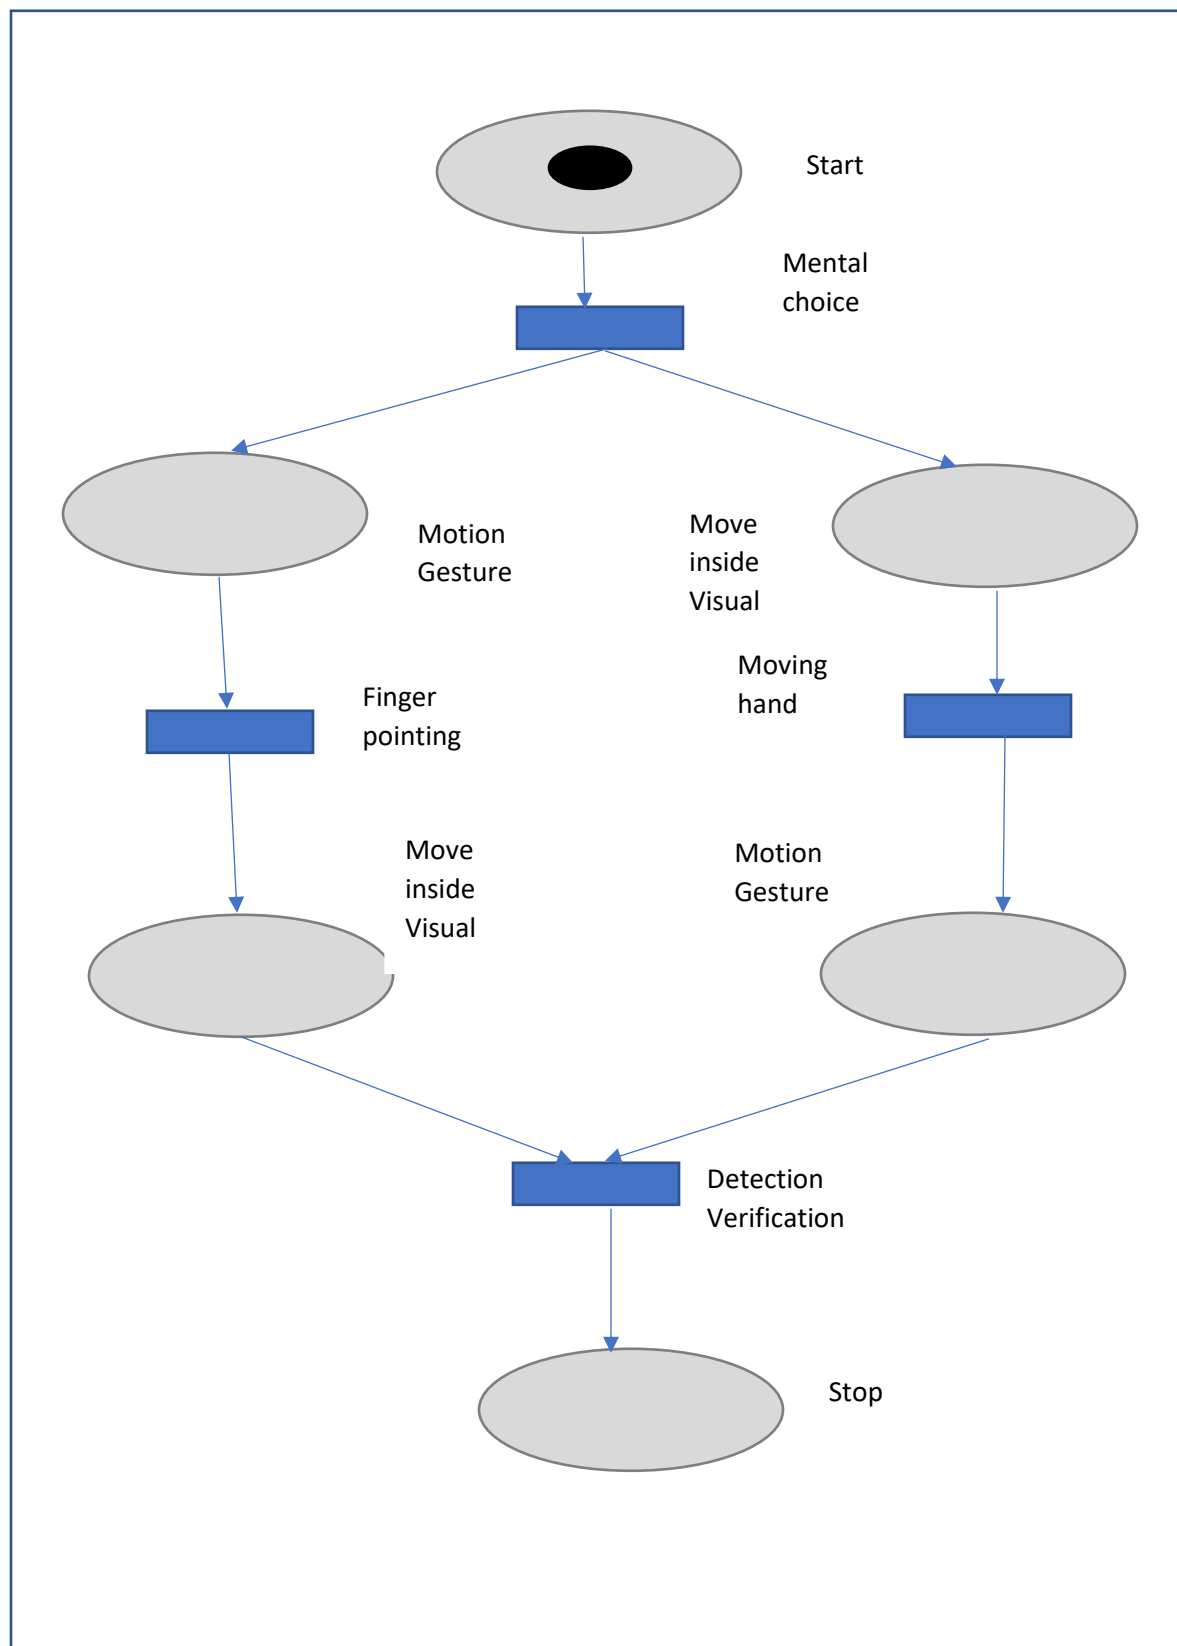 Start
Mental
choice
Motion
Gesture
Move
inside
Visual
Finger
pointing
Moving
hand
Move
inside
Visual
Motion
Gesture
Detection
Verification
Stop